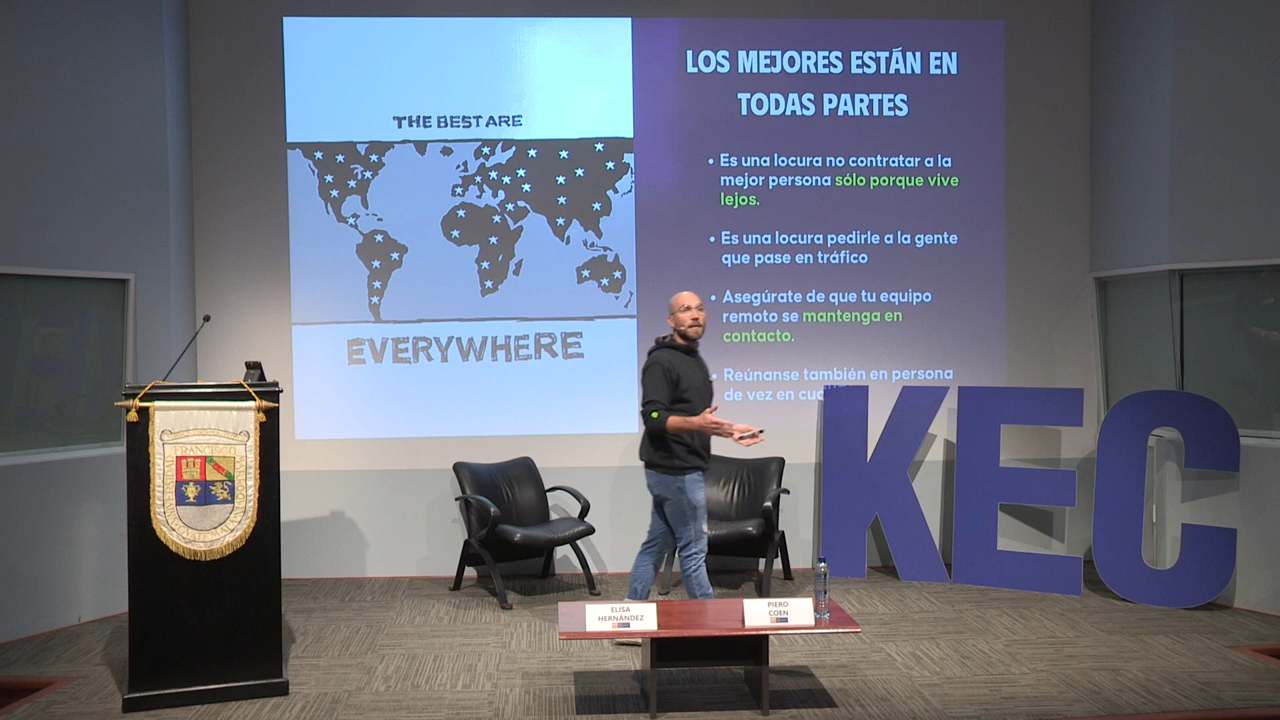 THE BEST ARE
EVERYWHERE
LOS MEJORES ESTÁN EN
TODAS PARTES
• Es una locura no contratar a la
mejor persona sólo porque vive
lejos.
• Es una locura pedirle a la gente
que pase en tráfico
• Asegúrate de que tu equipo
remoto se mantenga en
contacto.
• Reúnanse también en persona
de vez en
KEC
FRANCISCO
ELISA
HERNÁNDEZ
PIERO
COEN